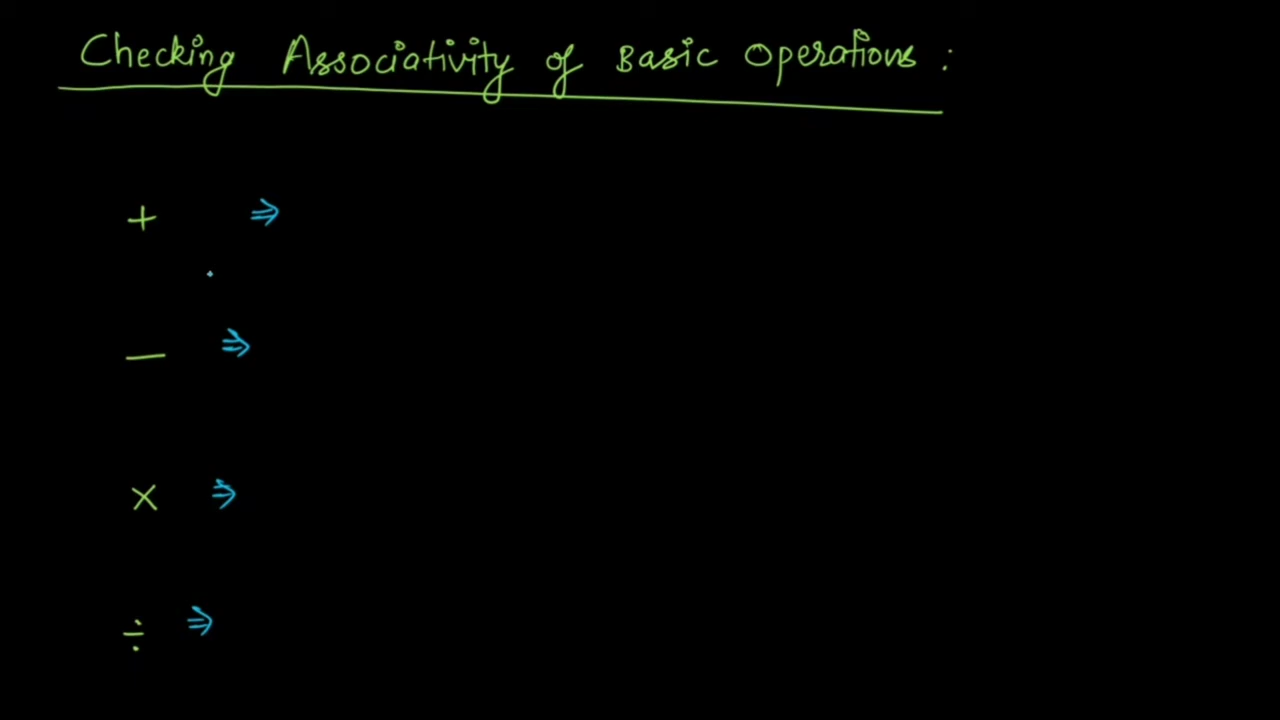 Checking Associativity of Basic Operations :
+ ⇒
− ⇒
× ⇒
÷ ⇒